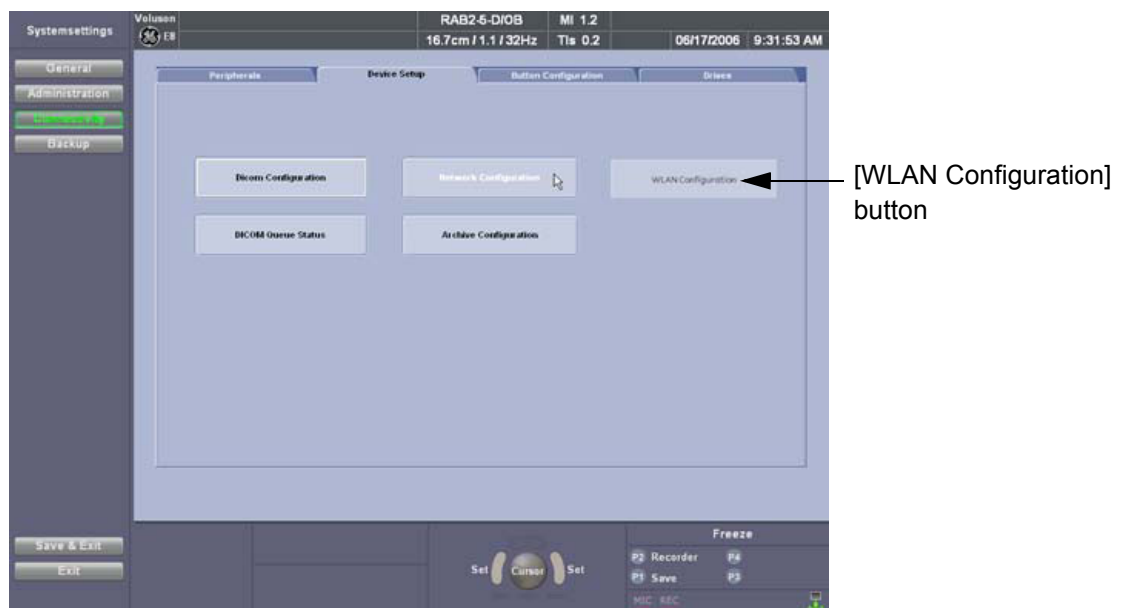 Systemsettings
Voluson
E8
RAB2-5-D/OB
MI 1.2
16.7cm / 1.1 / 32Hz
TIs 0.2
06/17/2006
9:31:53 AM
General
Administration
Connectivity
Backup
Peripherals
Device Setup
Button Configuration
Drives
Dicom Configuration
Network Configuration
WLAN Configuration
DICOM Queue Status
Archive Configuration
[WLAN Configuration]
button
Save & Exit
Exit
Set
Cursor
Set
Freeze
P2 Recorder P4
P1 Save P3
MIC REC